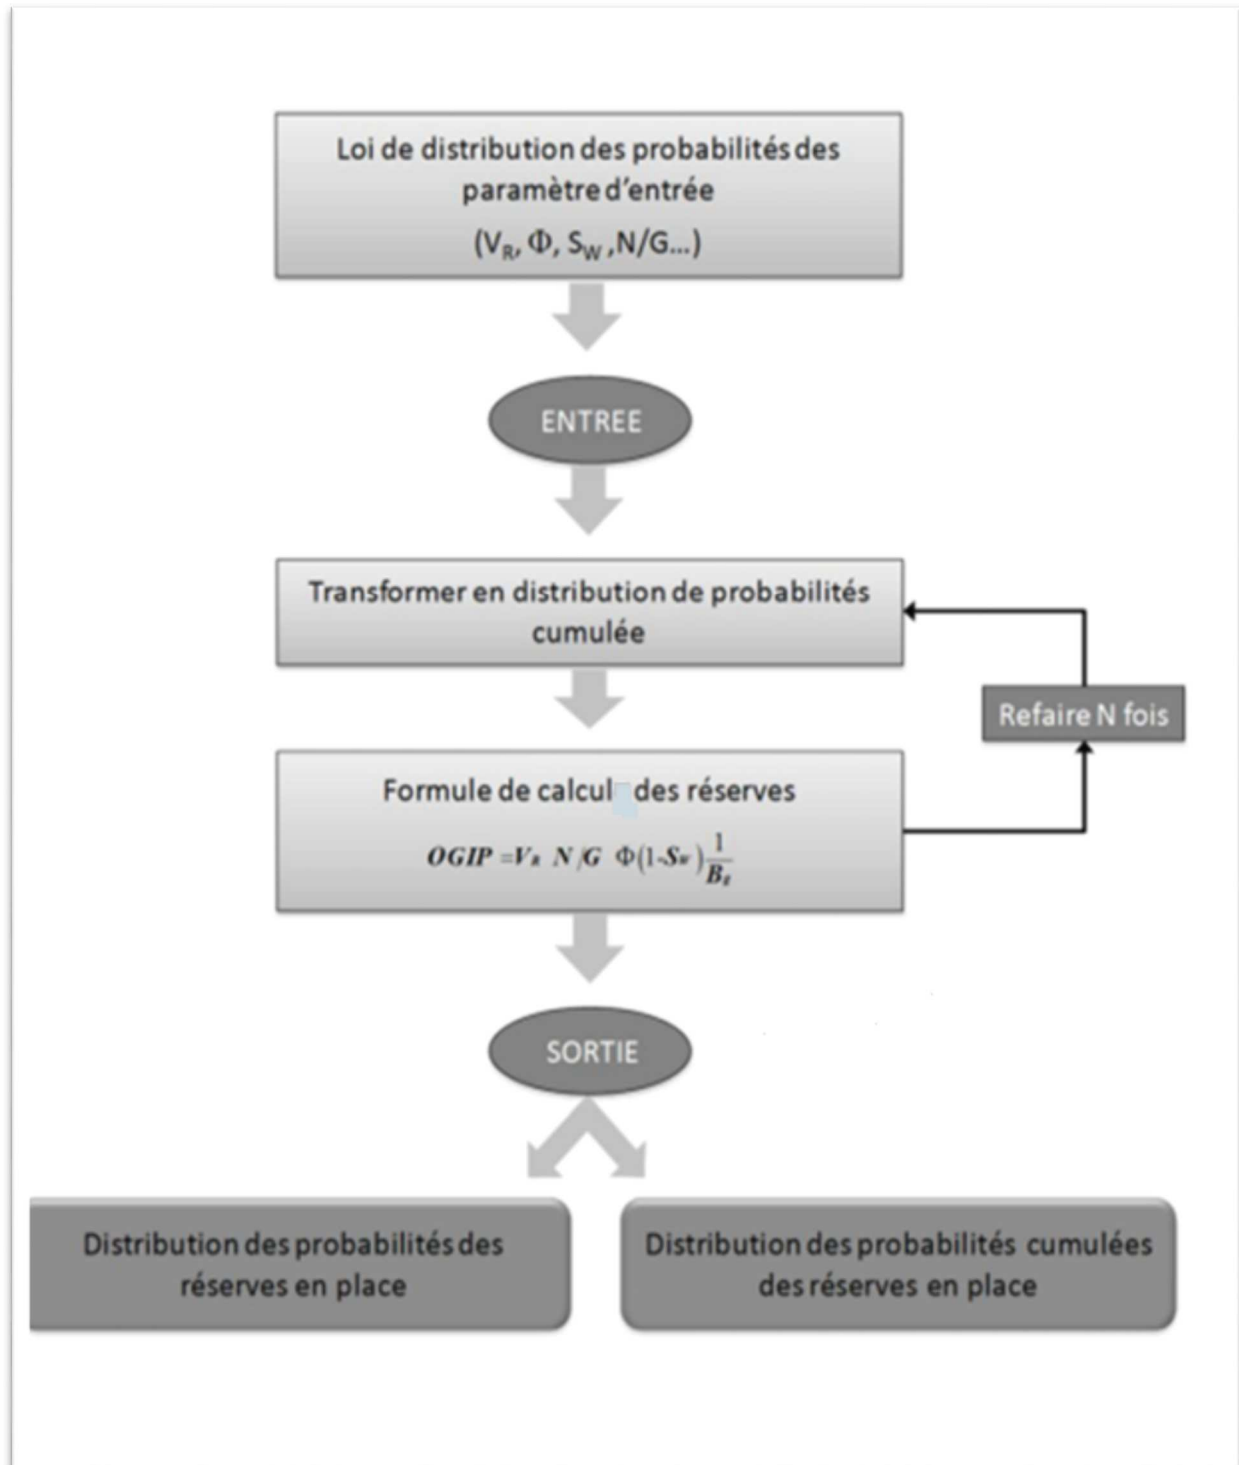 Loi de distribution des probabilités des
paramètre d'entrée
(V_R, Φ, S_W ,N/G...)
ENTREE
Transformer en distribution de probabilités
cumulée
Refaire N fois
Formule de calcul des réserves
OGIP =V_R N/G Φ(1-S_W) 1/B_g
SORTIE
Distribution des probabilités des
réserves en place
Distribution des probabilités cumulées
des réserves en place